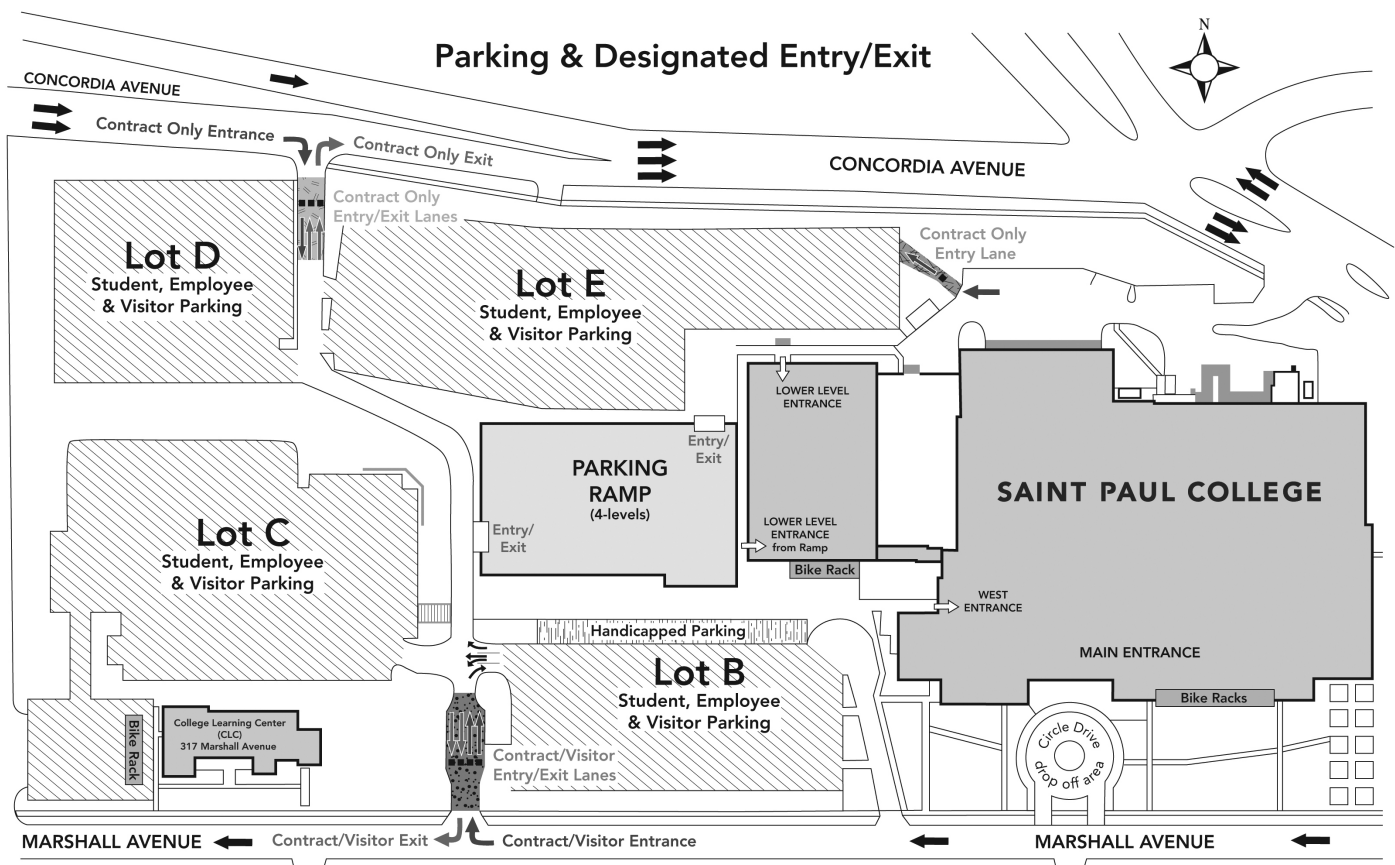 N
Parking & Designated Entry/Exit
CONCORDIA AVENUE
Contract Only Entrance
Contract Only Exit
CONCORDIA AVENUE
Contract Only
Entry/Exit Lanes
Contract Only
Entry Lane
Lot D
Student, Employee
& Visitor Parking
Lot E
Student, Employee
& Visitor Parking
LOWER LEVEL
ENTRANCE
Entry/
Exit
PARKING
RAMP
(4-levels)
SAINT PAUL COLLEGE
Lot C
Student, Employee
& Visitor Parking
Entry/
Exit
LOWER LEVEL
ENTRANCE
from Ramp
Bike Rack
WEST
ENTRANCE
Handicapped Parking
MAIN ENTRANCE
Lot B
Student, Employee
& Visitor Parking
Bike Racks
Bike Rack
College Learning Center
(CLC)
317 Marshall Avenue
Contract/Visitor
Entry/Exit Lanes
Circle Drive
drop off area
MARSHALL AVENUE
Contract/Visitor Exit
Contract/Visitor Entrance
MARSHALL AVENUE